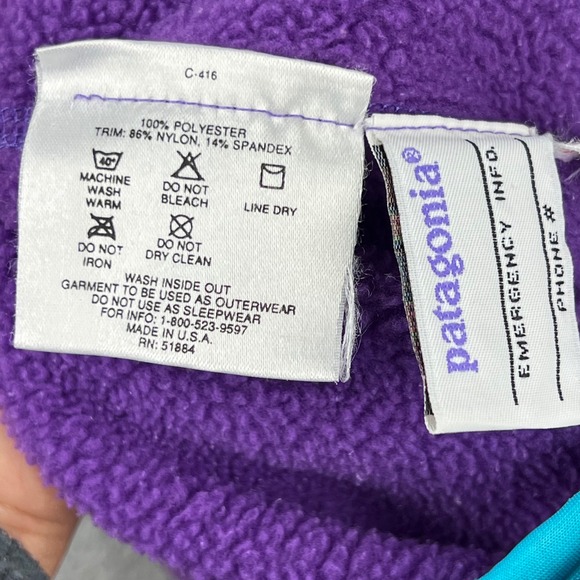 C-416
100% POLYESTER
TRIM: 86% NYLON, 14% SPANDEX
40°
MACHINE
WASH
WARM
DO NOT
BLEACH
LINE DRY
DO NOT
IRON
DO NOT
DRY CLEAN
WASH INSIDE OUT
GARMENT TO BE USED AS OUTERWEAR
DO NOT USE AS SLEEPWEAR
FOR INFO: 1-800-523-9597
MADE IN U.S.A.
RN: 51884
patagonia®
EMERGENCY INFO.
PHONE #